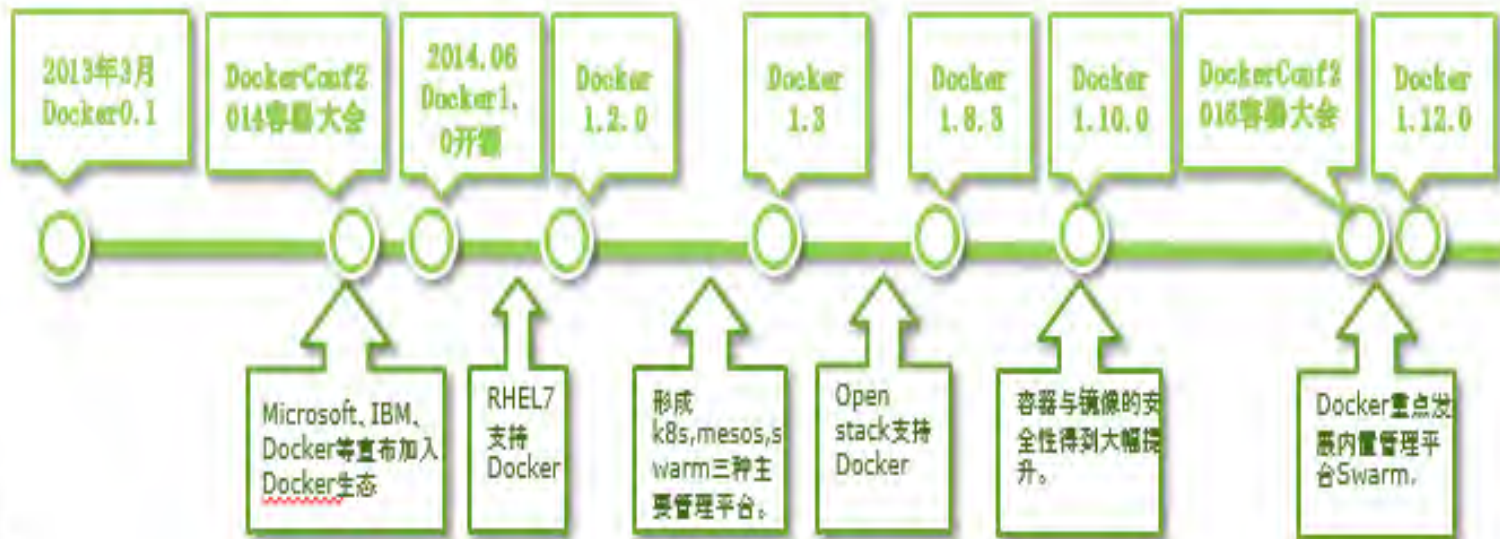 2013年3月
Docker0.1
DockerConf2
014容器大会
2014.06
Docker1.
0开源
Docker
1.2.0
Docker
1.3
Docker
1.8.3
Docker
1.10.0
DockerConf2
016容器大会
Docker
1.12.0
Microsoft、IBM、
Docker等宣布加入
Docker生态
RHEL7
支持
Docker
形成
k8s,mesos,s
warm三种主
要管理平台。
Open
stack支持
Docker
容器与镜像的安
全性得到大幅提
升。
Docker重点发
展内置管理平
台Swarm.